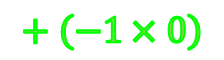 + (−1 × 0)